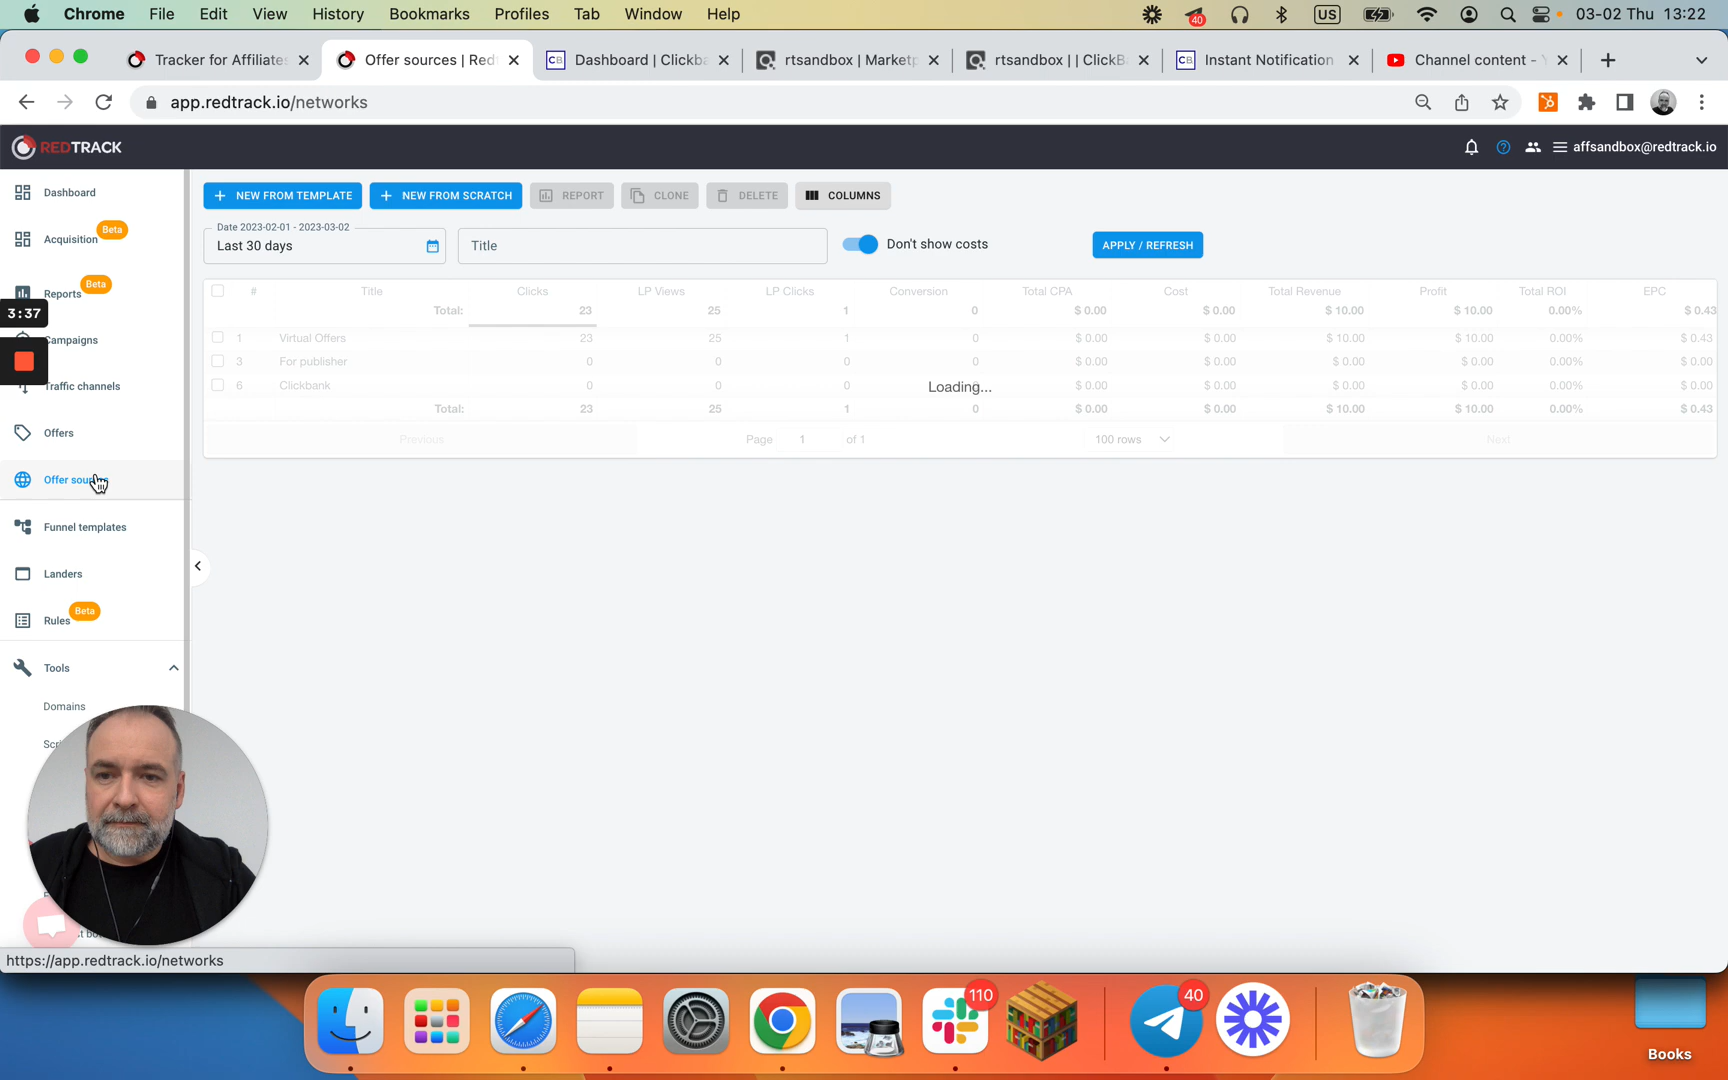 Chrome File Edit View History Bookmarks Profiles Tab Window Help 40 US 03-02 Thu 13:22
Tracker for Affiliates Offer sources | Red CB Dashboard | Clickba rtsandbox | Marketp rtsandbox | | ClickB CB Instant Notification Channel content -
app.redtrack.io/networks
REDTRACK affsandbox@redtrack.io
Dashboard
Acquisition Beta
Reports Beta
3:37
Campaigns
Traffic channels
Offers
Offer sou
Funnel templates
Landers
Rules Beta
Tools
Domains
NEW FROM TEMPLATE NEW FROM SCRATCH REPORT CLONE DELETE COLUMNS
Date 2023-02-01 - 2023-03-02
Last 30 days Title Don't show costs APPLY / REFRESH
# Title Clicks LP Views LP Clicks Conversion Total CPA Cost Total Revenue Profit Total ROI EPC
Total: 23 25 1 0 $ 0.00 $ 0.00 $ 10.00 $ 10.00 0.00% $ 0.43
1 Virtual Offers 23 25 1 0 $ 0.00 $ 0.00 $ 10.00 $ 10.00 0.00% $ 0.43
3 For publisher 0 0 0 0 $ 0.00 $ 0.00 $ 0.00 $ 0.00 0.00% $ 0.00
6 Clickbank 0 0 0 0 $ 0.00 $ 0.00 $ 0.00 $ 0.00 0.00% $ 0.00
Loading...
Total: 23 25 1 0 $ 0.00 $ 0.00 $ 10.00 $ 10.00 0.00% $ 0.43
Previous Page 1 of 1 100 rows Next
https://app.redtrack.io/networks
110 40
Books